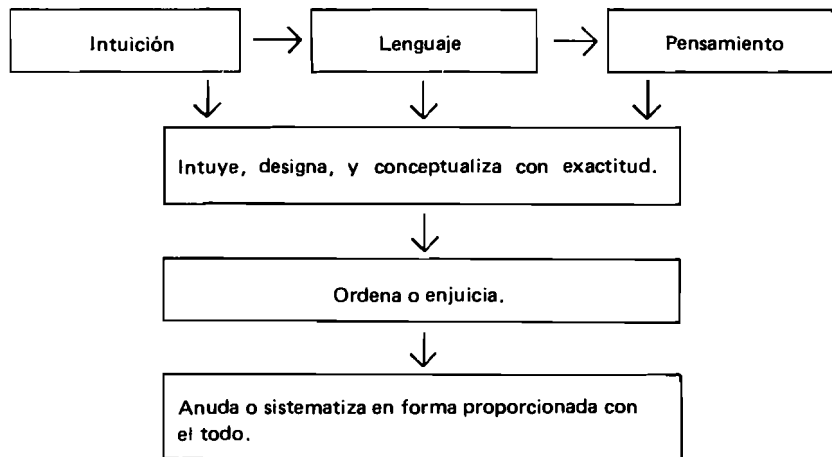 Intuición
Lenguaje
Pensamiento
Intuye, designa, y conceptualiza con exactitud.
Ordena o enjuicia.
Anuda o sistematiza en forma proporcionada con
el todo.